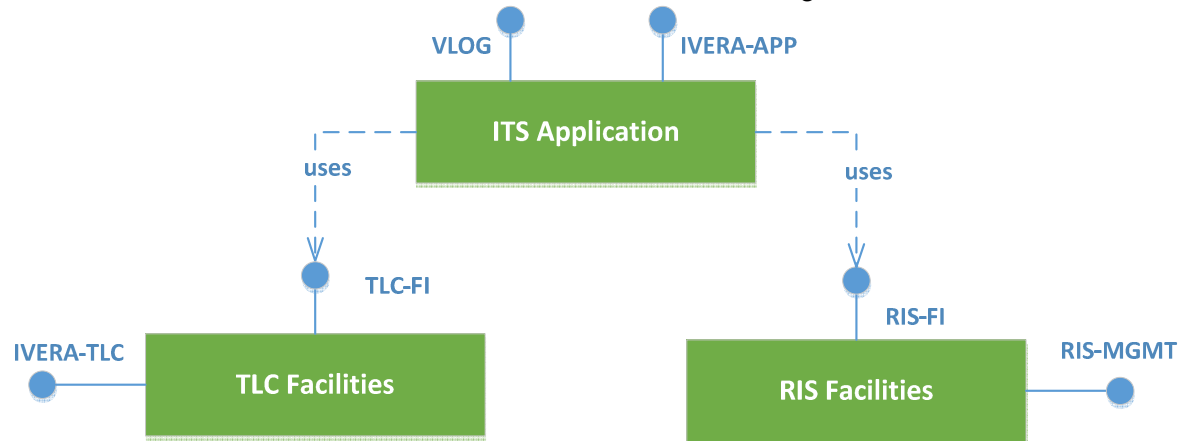 VLOG
IVERA-APP
ITS Application
uses
uses
TLC-FI
RIS-FI
IVERA-TLC
RIS-MGMT
TLC Facilities
RIS Facilities